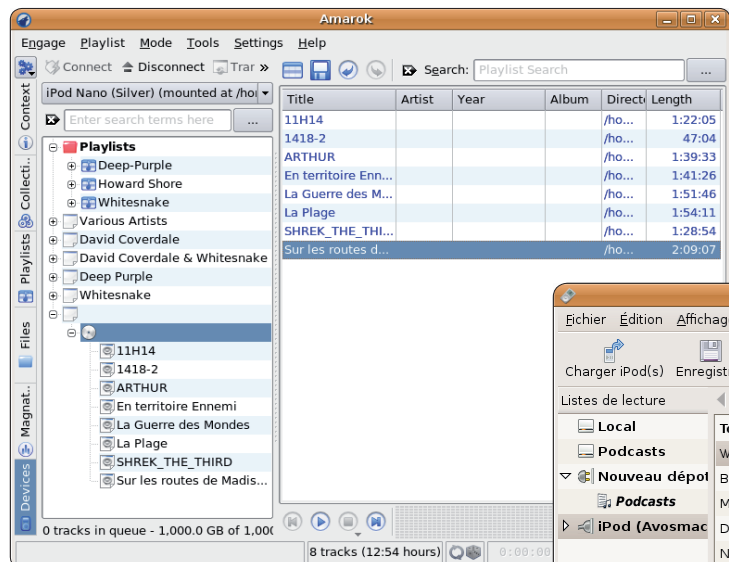 Amarok
Engage Playlist Mode Tools Settings Help
Connect Disconnect Trar » Search: Playlist Search ...
iPod Nano (Silver) (mounted at /hoı
Enter search terms here ...
Context
Collecti..
Playlists
Files
Magnat..
Devices
Playlists
Deep-Purple
Howard Shore
Whitesnake
Various Artists
David Coverdale
David Coverdale & Whitesnake
Deep Purple
Whitesnake
11H14
1418-2
ARTHUR
En territoire Ennemi
La Guerre des Mondes
La Plage
SHREK_THE_THIRD
Sur les routes de Madis...
0 tracks in queue - 1,000.0 GB of 1,00
Title Artist Year Album Direct Length
11H14 /ho... 1:22:05
1418-2 /ho... 47:04
ARTHUR /ho... 1:39:33
En territoire Enn... /ho... 1:41:26
La Guerre des M... /ho... 1:51:46
La Plage /ho... 1:54:11
SHREK_THE_THI... /ho... 1:28:54
Sur les routes d... /ho... 2:09:07
8 tracks (12:54 hours) 0:00:00
Fichier Édition Affichag
Charger iPod(s) Enregist
Listes de lecture
Local
Podcasts
Nouveau dépot
Podcasts
iPod (Avosmac
T
W
B
M
D
N